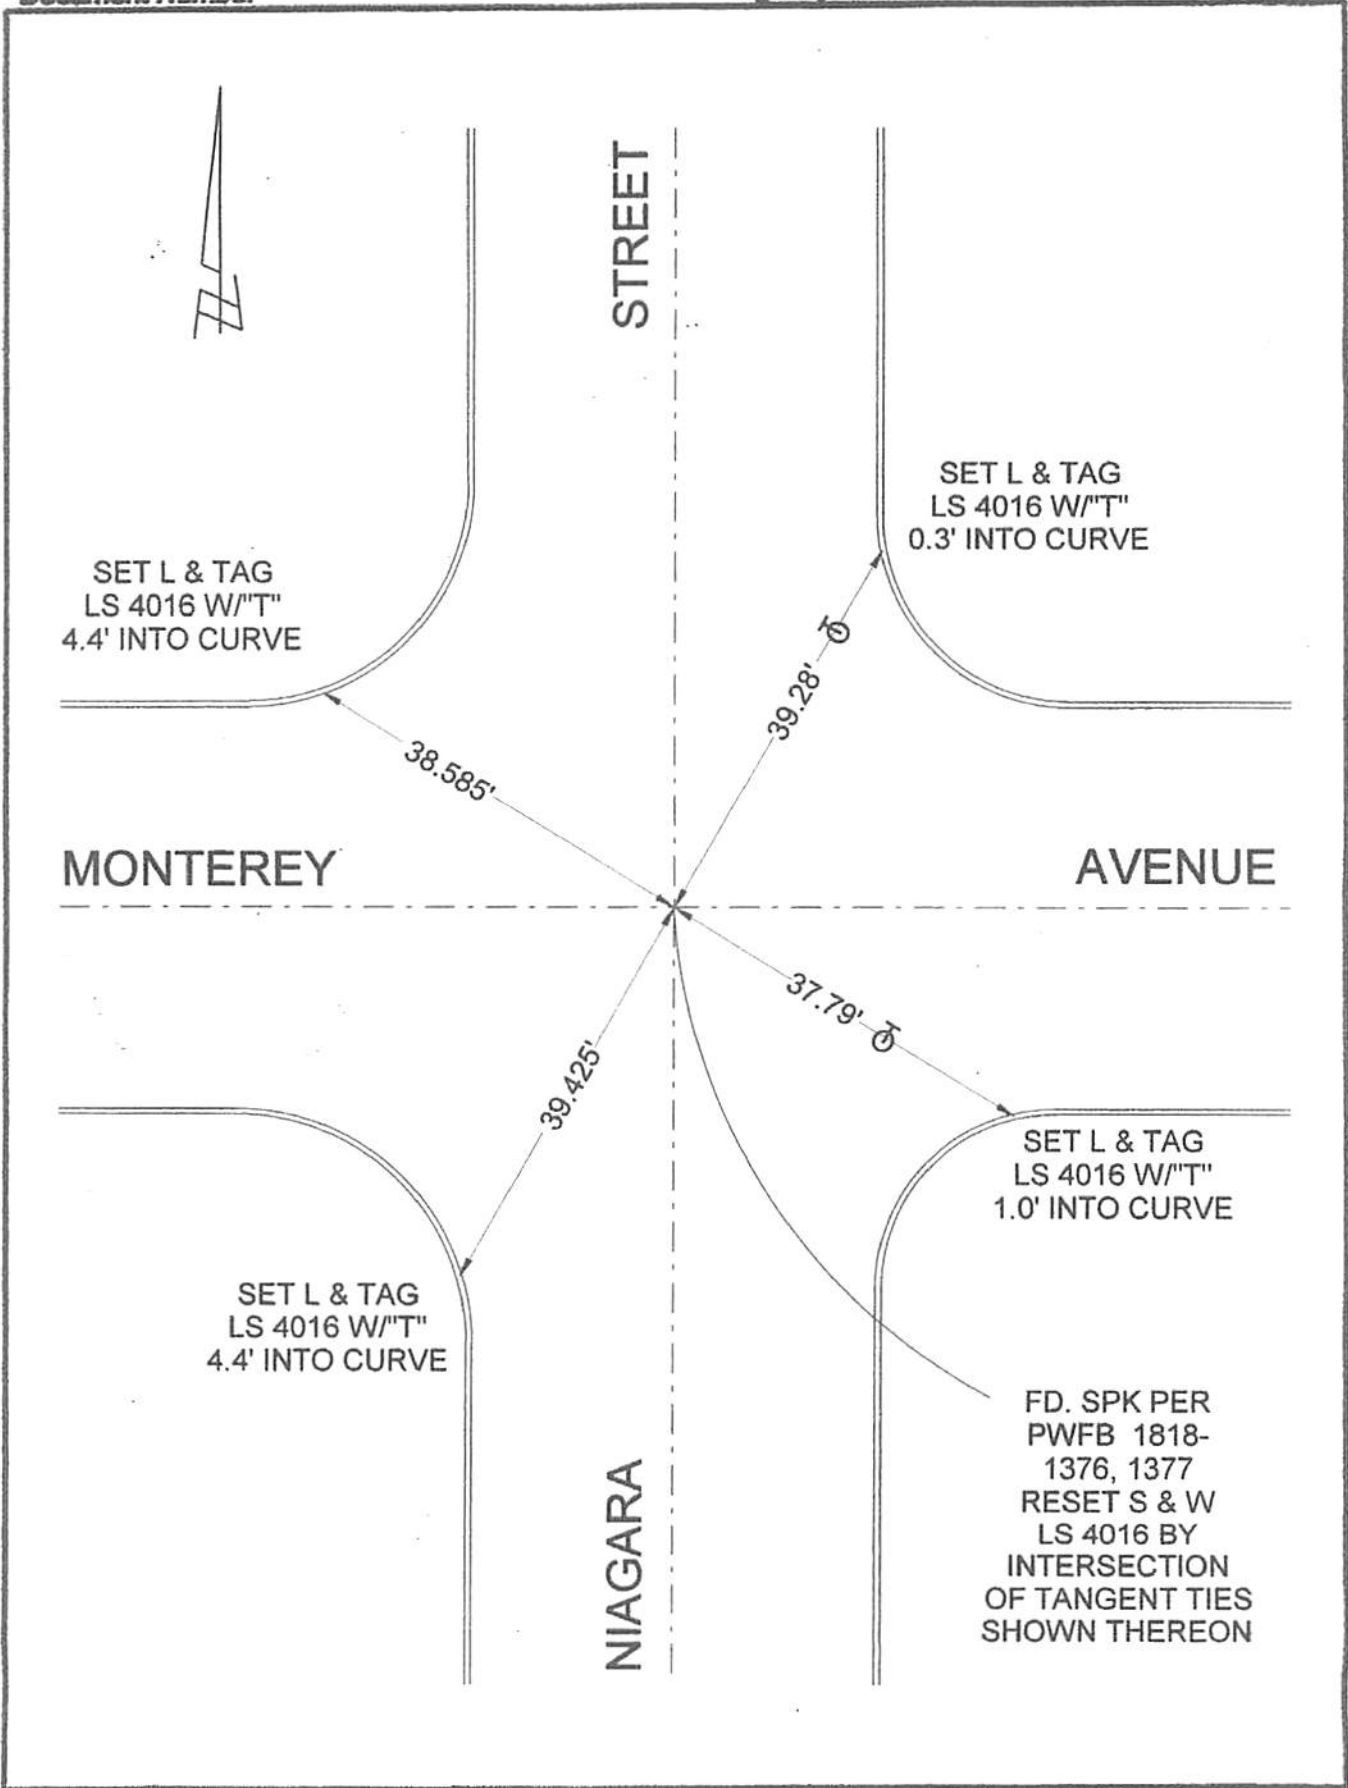 STREET
SET L & TAG
LS 4016 W/"T"
0.3' INTO CURVE
SET L & TAG
LS 4016 W/"T"
4.4' INTO CURVE
39.28'
38.585'
MONTEREY
AVENUE
37.79'
39.425'
SET L & TAG
LS 4016 W/"T"
1.0' INTO CURVE
SET L & TAG
LS 4016 W/"T"
4.4' INTO CURVE
FD. SPK PER
PWFB 1818-
1376, 1377
RESET S & W
LS 4016 BY
INTERSECTION
OF TANGENT TIES
SHOWN THEREON
NIAGARA